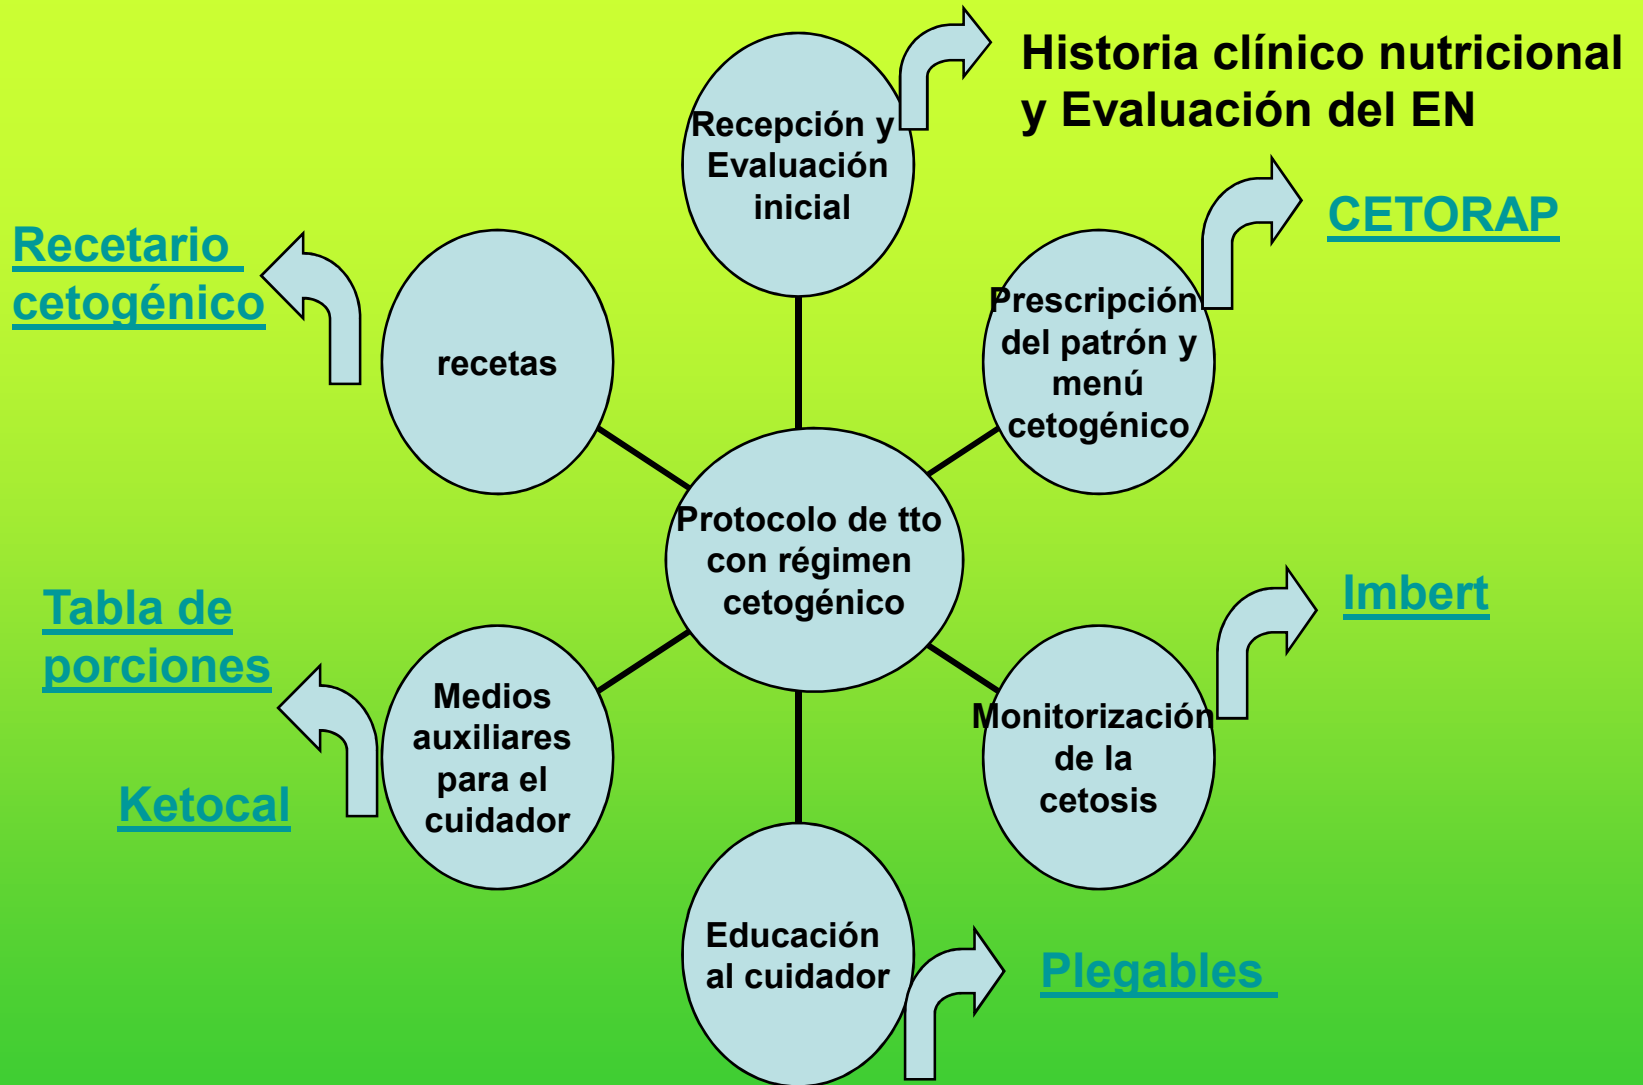 Historia clínico nutricional
y Evaluación del EN
Recepción y
Evaluación
inicial
CETORAP
Prescripción
del patrón y
menú
cetogénico
Recetario
cetogénico
recetas
Protocolo de tto
con régimen
cetogénico
Imbert
Monitorización
de la
cetosis
Tabla de
porciones
Ketocal
Medios
auxiliares
para el
cuidador
Educación
al cuidador
Plegables